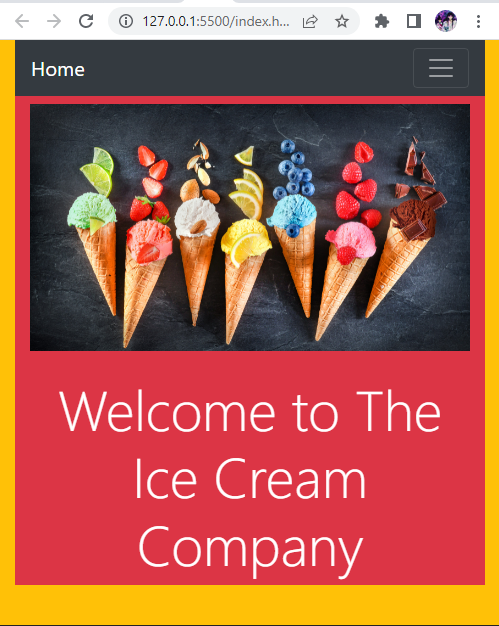 127.0.0.1:5500/index.h...
Home
Welcome to The
Ice Cream
Company